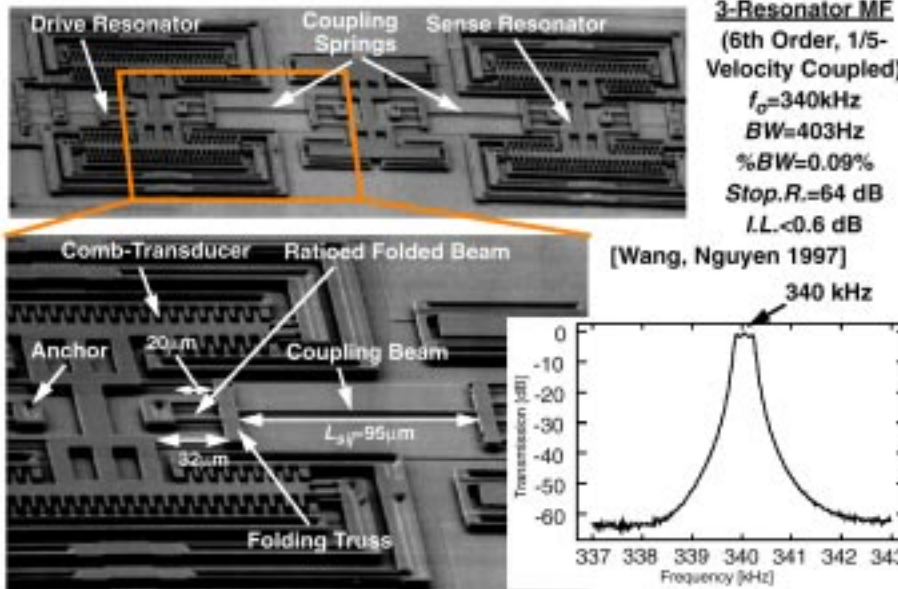 Drive Resonator
Coupling
Springs
Sense Resonator
3-Resonator MF
(6th Order, 1/5-
Velocity Coupled)
fo=340kHz
BW=403Hz
%BW=0.09%
Stop.R.=64 dB
I.L.<0.6 dB
[Wang, Nguyen 1997]
Comb-Transducer
Ratioed Folded Beam
Anchor
20μm
Coupling Beam
Lsij=95μm
32μm
Folding Truss
340 kHz
Transmission [dB]
0
-10
-20
-30
-40
-50
-60
337 338 339 340 341 342 343
Frequency [kHz]